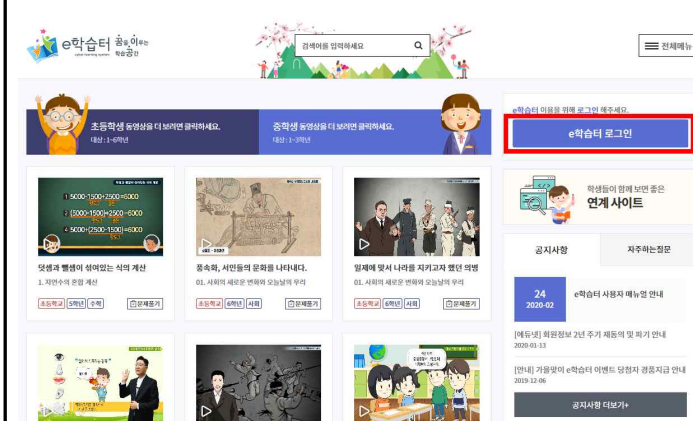 e학습터 꿈을이루는
학습공간
검색어를 입력하세요
전체메뉴
초등학생 동영상을 더 보려면 클릭하세요.
대상 : 1~6학년
중학생 동영상을 더 보려면 클릭하세요.
대상 : 1~3학년
e학습터 이용을 위해 로그인 해주세요.
e학습터 로그인
학생들이 함께 보면 좋은
연계 사이트
공지사항 자주하는질문
24
2020-02
e학습터 사용자 매뉴얼 안내
[에듀넷] 회원정보 2년 주기 재동의 및 파기 안내
2020-01-13
[안내] 가을맞이 e학습터 이벤트 당첨자 경품지급 안내
2019-12-06
공지사항 더보기+
1 5000-1500+2500=6000
2 (5000-1500)+2500=6000
3 5000+(2500-1500)=6000
덧셈과 뺄셈이 섞여있는 식의 계산
1. 자연수의 혼합 계산
초등학교 5학년 수학 문제풀기
풍속화, 서민들의 문화를 나타내다.
01. 사회의 새로운 변화와 오늘날의 우리
초등학교 6학년 사회 문제풀기
일제에 맞서 나라를 지키고자 했던 의병
01. 사회의 새로운 변화와 오늘날의 우리
초등학교 6학년 사회 문제풀기